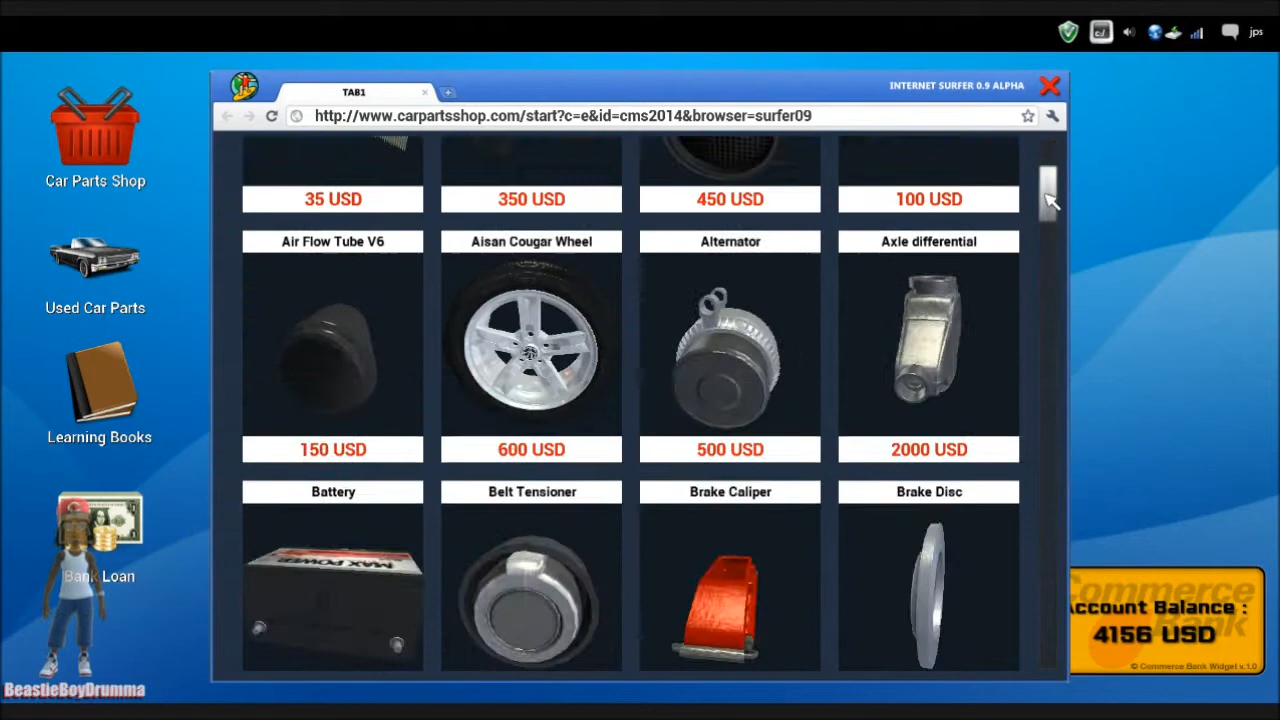 jps
TAB1
INTERNET SURFER 0.9 ALPHA
http://www.carpartsshop.com/start?c=e&id=cms2014&browser=surfer09
Car Parts Shop
Used Car Parts
Learning Books
Bank Loan
BeastieBoyDrumma
35 USD
350 USD
450 USD
100 USD
Air Flow Tube V6
Aisan Cougar Wheel
Alternator
Axle differential
150 USD
600 USD
500 USD
2000 USD
Battery
Belt Tensioner
Brake Caliper
Brake Disc
MAX POWER
Commerce
Bank
Account Balance :
4156 USD
© Commerce Bank Widget v.1.0